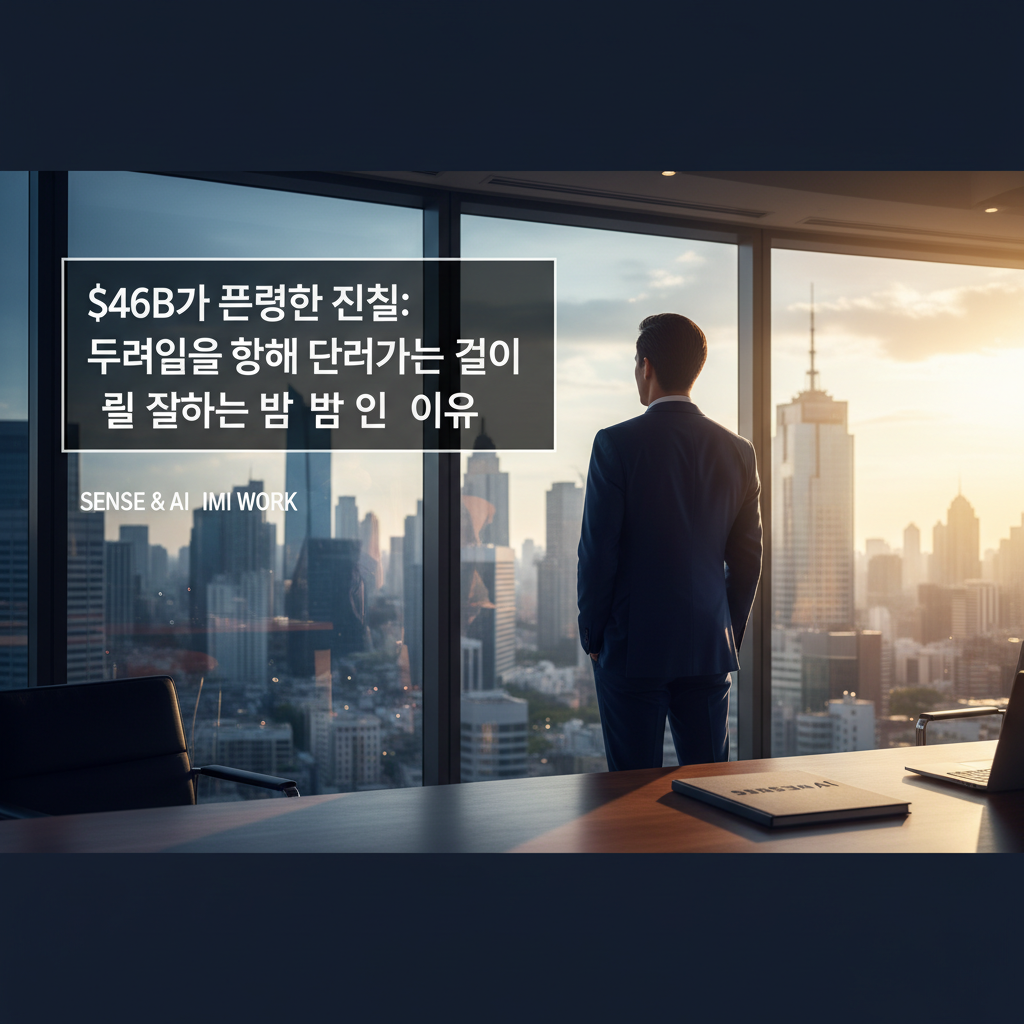 $46B가 픈령한 진칠:
두려일을 항해 단러가는 걸이
릴 잘하는 밤 밤 인 이유
SENSE & AI IMI WORK